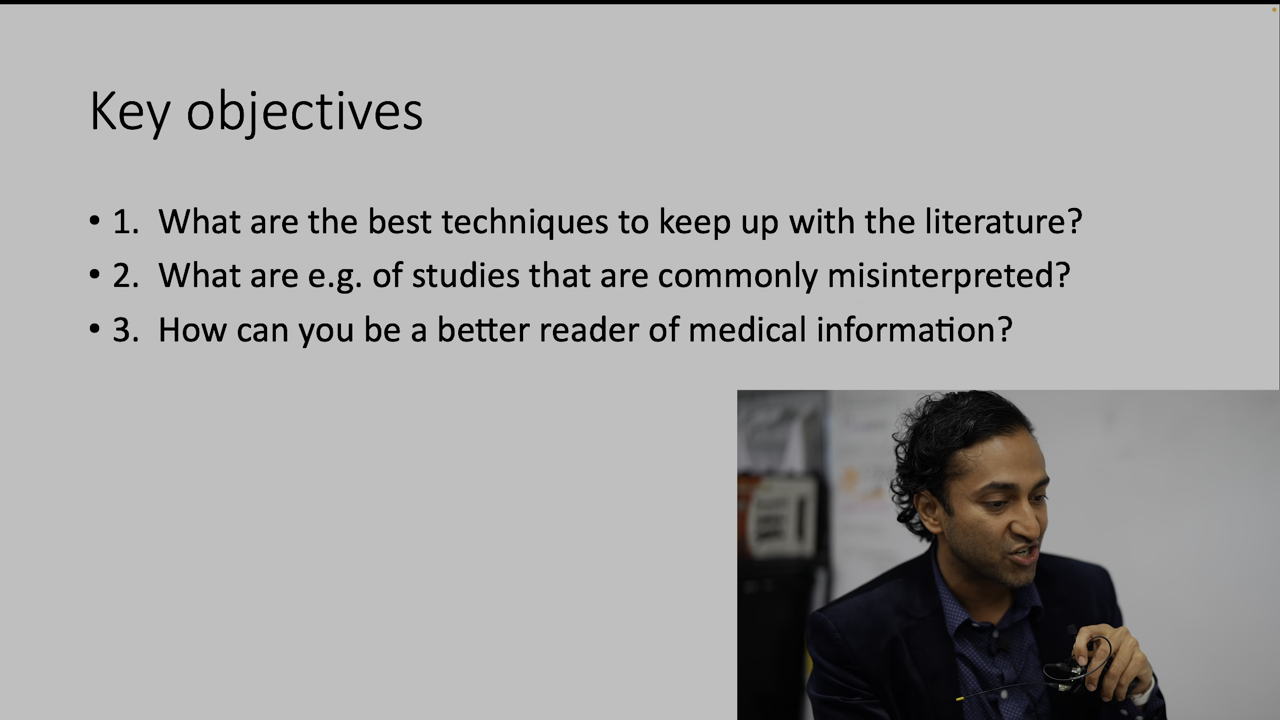 Key objectives
• 1. What are the best techniques to keep up with the literature?
• 2. What are e.g. of studies that are commonly misinterpreted?
• 3. How can you be a better reader of medical information?